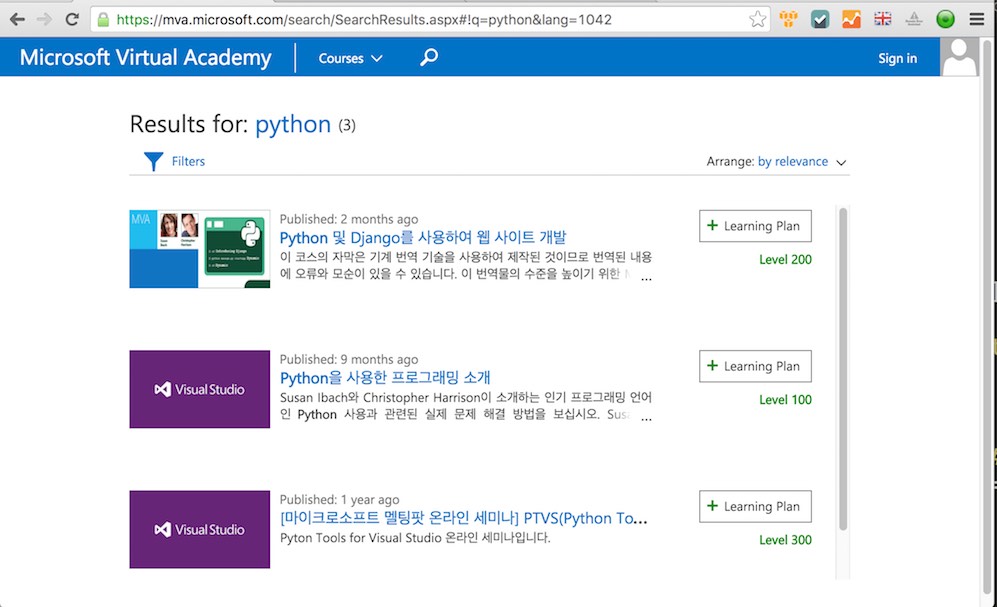 https://mva.microsoft.com/search/SearchResults.aspx#!q=python&lang=1042
Microsoft Virtual Academy
Courses
Sign in
Results for: python (3)
Filters
Arrange: by relevance
MVA
Published: 2 months ago
Python 및 Django를 사용하여 웹 사이트 개발
이 코스의 자막은 기계 번역 기술을 사용하여 제작된 것이므로 번역된 내용
에 오류와 모순이 있을 수 있습니다. 이 번역물의 수준을 높이기 위한 ...
+ Learning Plan
Level 200
Visual Studio
Published: 9 months ago
Python을 사용한 프로그래밍 소개
Susan Ibach와 Christopher Harrison이 소개하는 인기 프로그래밍 언어
인 Python 사용과 관련된 실제 문제 해결 방법을 보십시오. Sus ...
+ Learning Plan
Level 100
Visual Studio
Published: 1 year ago
[마이크로소프트 멜팅팟 온라인 세미나] PTVS(Python To...
Pyton Tools for Visual Studio 온라인 세미나입니다.
+ Learning Plan
Level 300